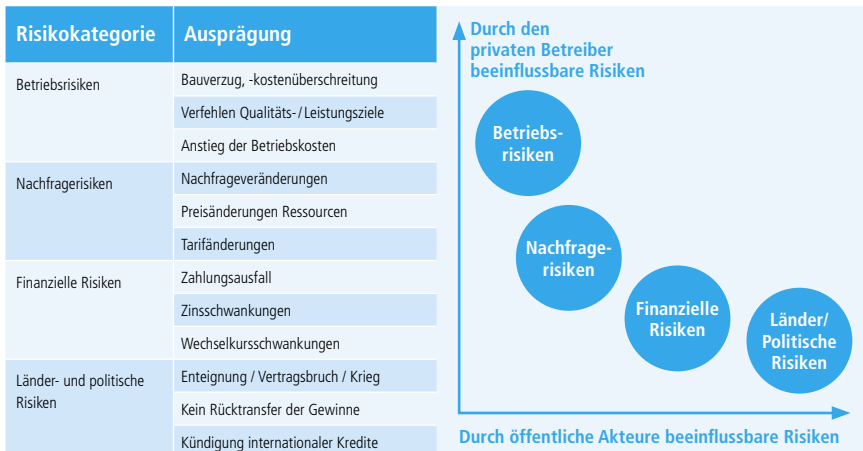 Risikokategorie Ausprägung
Betriebsrisiken Bauverzug, -kostenüberschreitung
Verfehlen Qualitäts-/Leistungsziele
Anstieg der Betriebskosten
Nachfragerisiken Nachfrageveränderungen
Preisänderungen Ressourcen
Tarifänderungen
Finanzielle Risiken Zahlungsausfall
Zinsschwankungen
Wechselkursschwankungen
Länder- und politische
Risiken
Enteignung / Vertragsbruch / Krieg
Kein Rücktransfer der Gewinne
Kündigung internationaler Kredite
Durch den
privaten Betreiber
beeinflussbare Risiken
Betriebs-
risiken
Nachfrage-
risiken
Finanzielle
Risiken
Länder/
Politische
Risiken
Durch öffentliche Akteure beeinflussbare Risiken